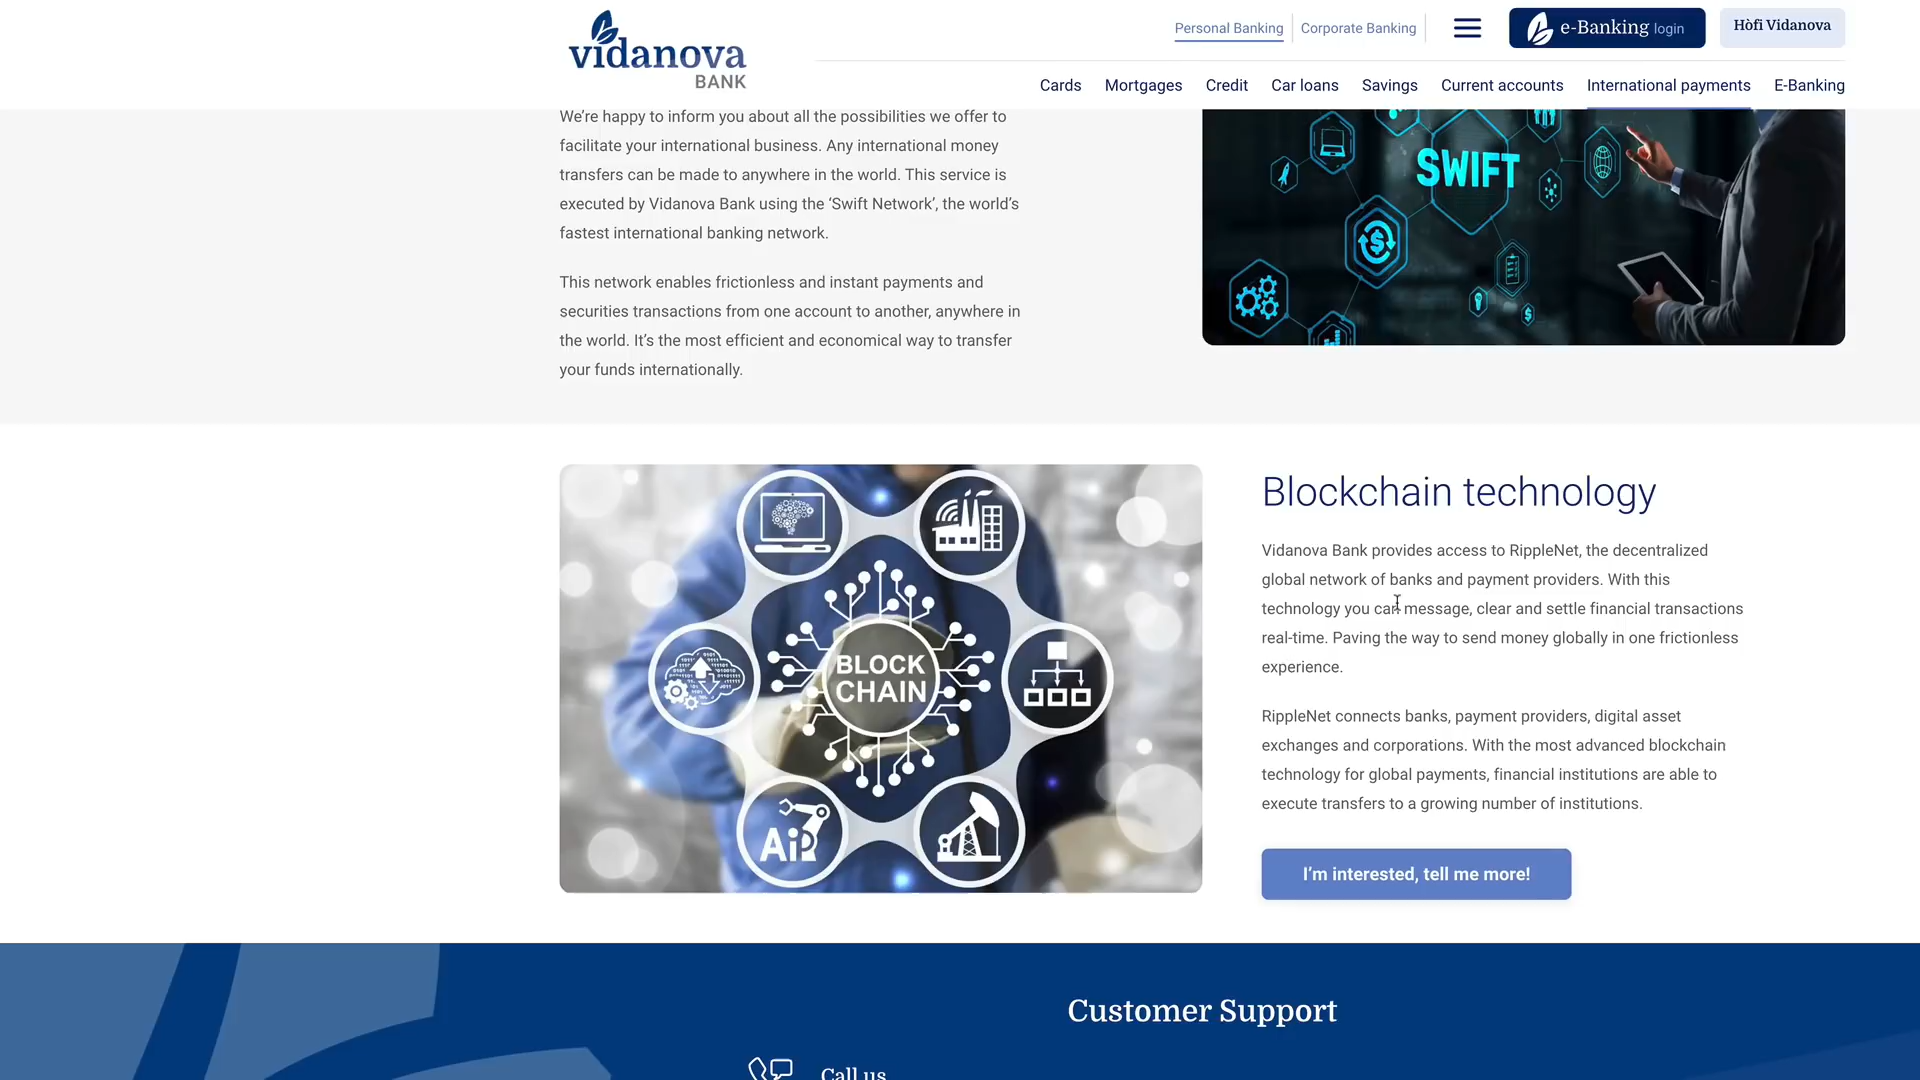 vidanova
BANK
Personal Banking
Corporate Banking
e-Banking login
Hòfi Vidanova
Cards
Mortgages
Credit
Car loans
Savings
Current accounts
International payments
E-Banking
We're happy to inform you about all the possibilities we offer to
facilitate your international business. Any international money
transfers can be made to anywhere in the world. This service is
executed by Vidanova Bank using the ‘Swift Network’, the world's
fastest international banking network.
This network enables frictionless and instant payments and
securities transactions from one account to another, anywhere in
the world. It's the most efficient and economical way to transfer
your funds internationally.
SWIFT
BLOCK
CHAIN
Ai
Blockchain technology
Vidanova Bank provides access to RippleNet, the decentralized
global network of banks and payment providers. With this
technology you can message, clear and settle financial transactions
real-time. Paving the way to send money globally in one frictionless
experience.
RippleNet connects banks, payment providers, digital asset
exchanges and corporations. With the most advanced blockchain
technology for global payments, financial institutions are able to
execute transfers to a growing number of institutions.
I'm interested, tell me more!
Customer Support
Call us